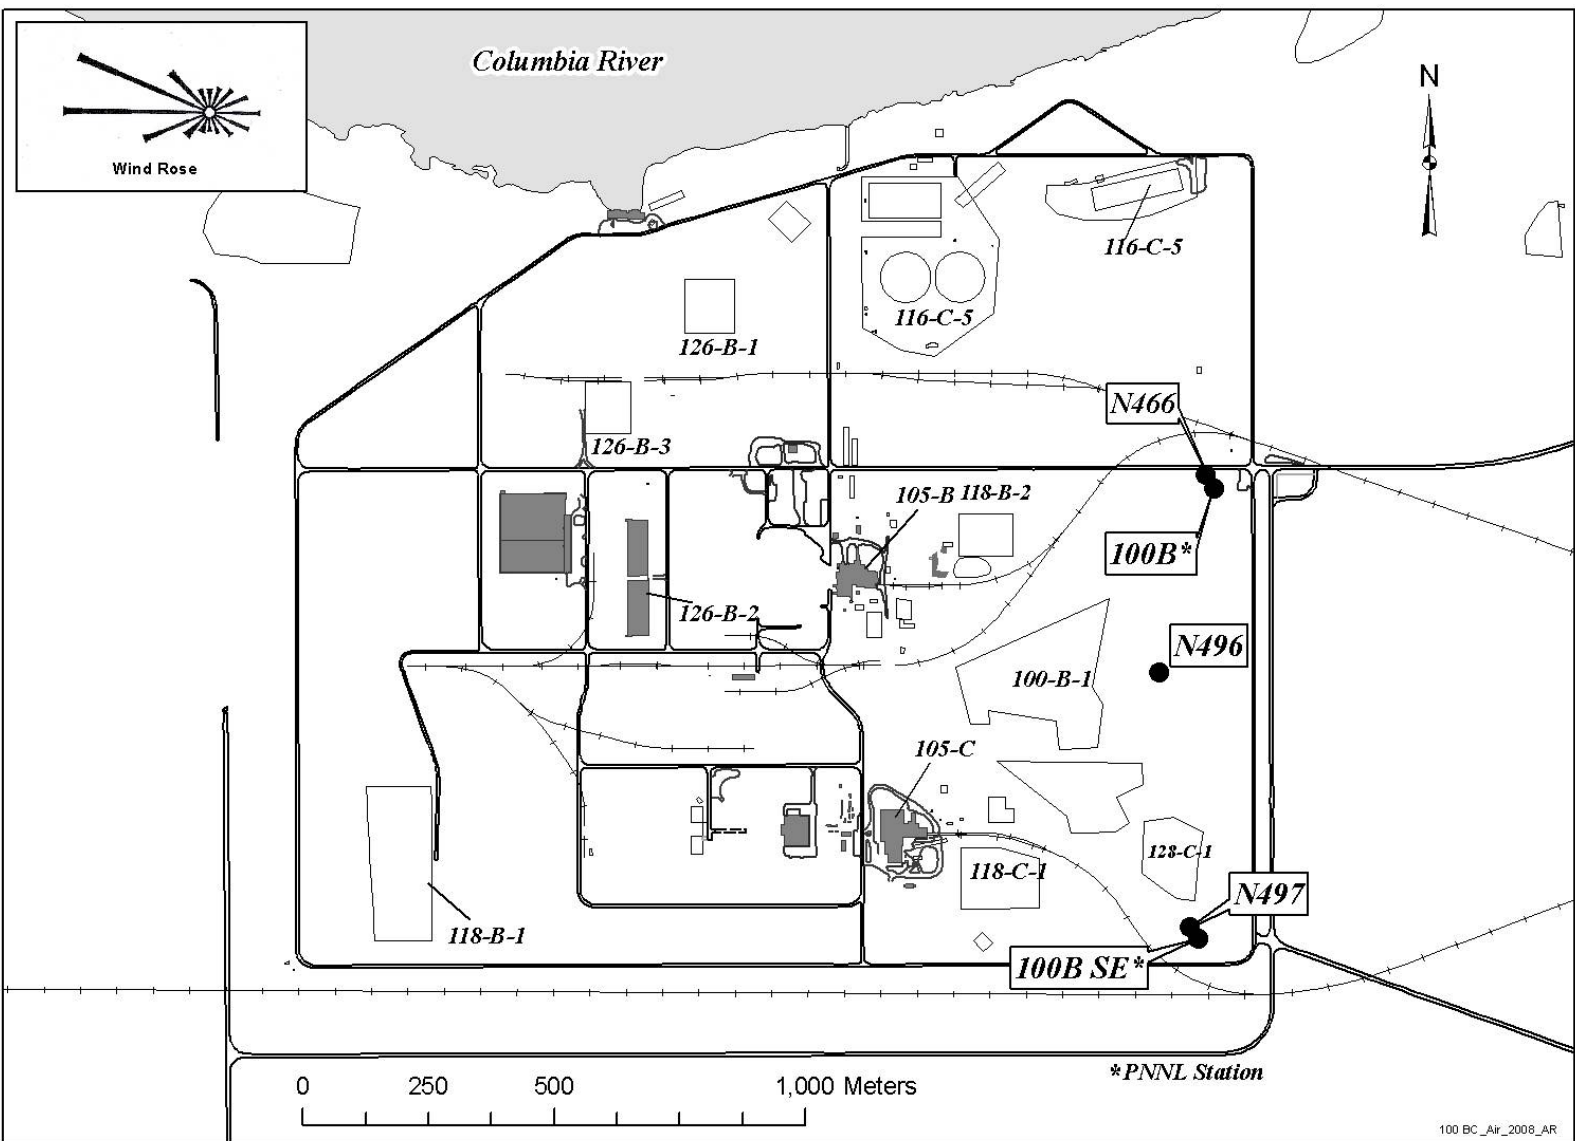 Columbia River
Wind Rose
N
116-C-5
116-C-5
126-B-1
N466
126-B-3
105-B
118-B-2
100B*
126-B-2
N496
100-B-1
105-C
128-C-1
118-C-1
N497
118-B-1
100B SE*
*PNNL Station
0 250 500 1,000 Meters
100 BC_Air_2008_AR